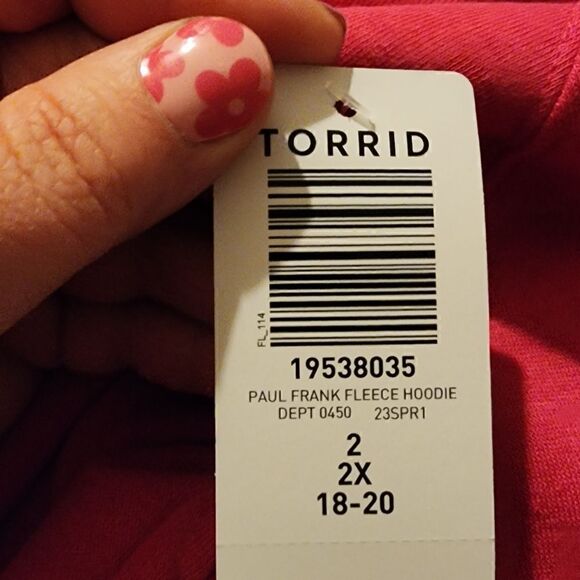 TORRID
FL_114
19538035
PAUL FRANK FLEECE HOODIE
DEPT 0450 23SPR1
2
2X
18-20